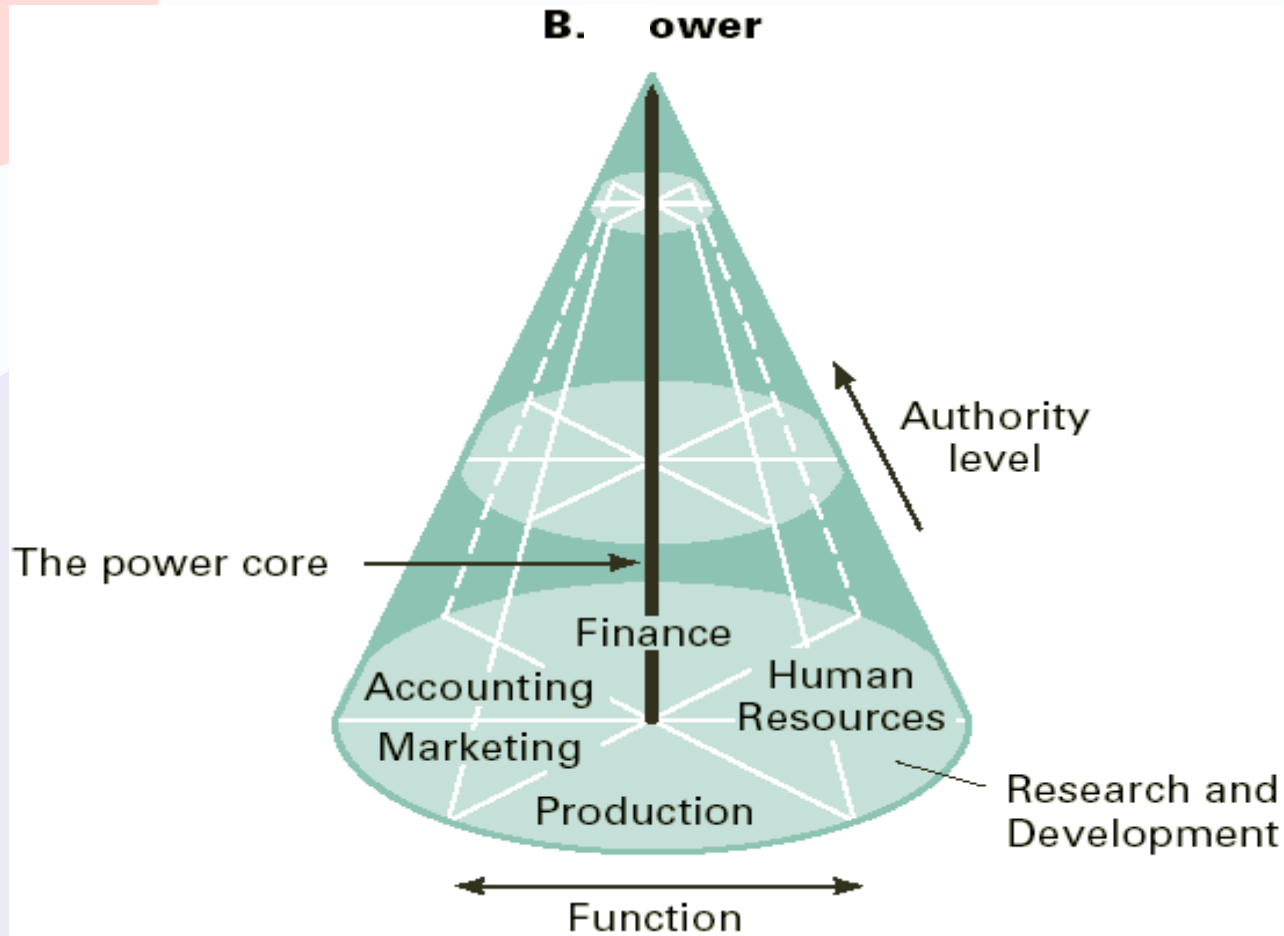 B. ower
Authority
level
The power core
Finance
Accounting
Human
Resources
Marketing
Production
Research and
Development
Function